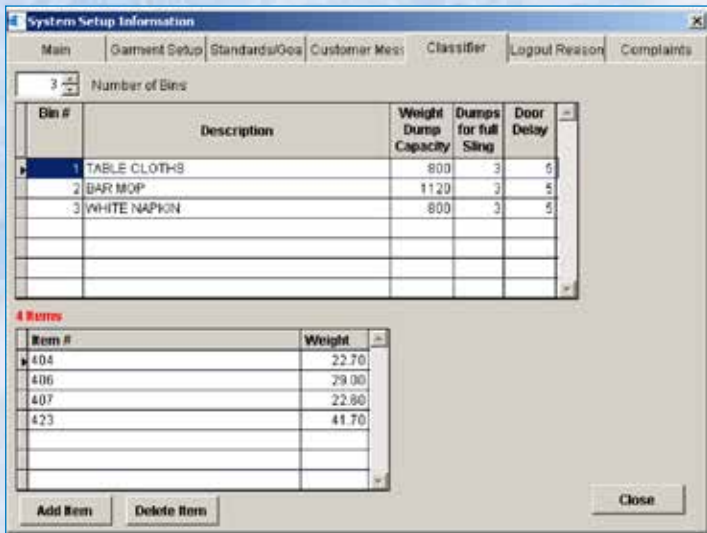 System Setup Information
Main Garment Setup Standards/Goa Customer Mes Classifier Logout Reason Complaints
3 Number of Bins
Bin # Description Weight Dump Capacity Dumps for full Sling Door Delay
1 TABLE CLOTHS 800 3 5
2 BAR MOP 1120 3 5
3 WHITE NAPKIN 800 3 5
4 Items
Item # Weight
404 22.70
406 29.00
407 22.60
423 41.70
Add Item Delete Item Close